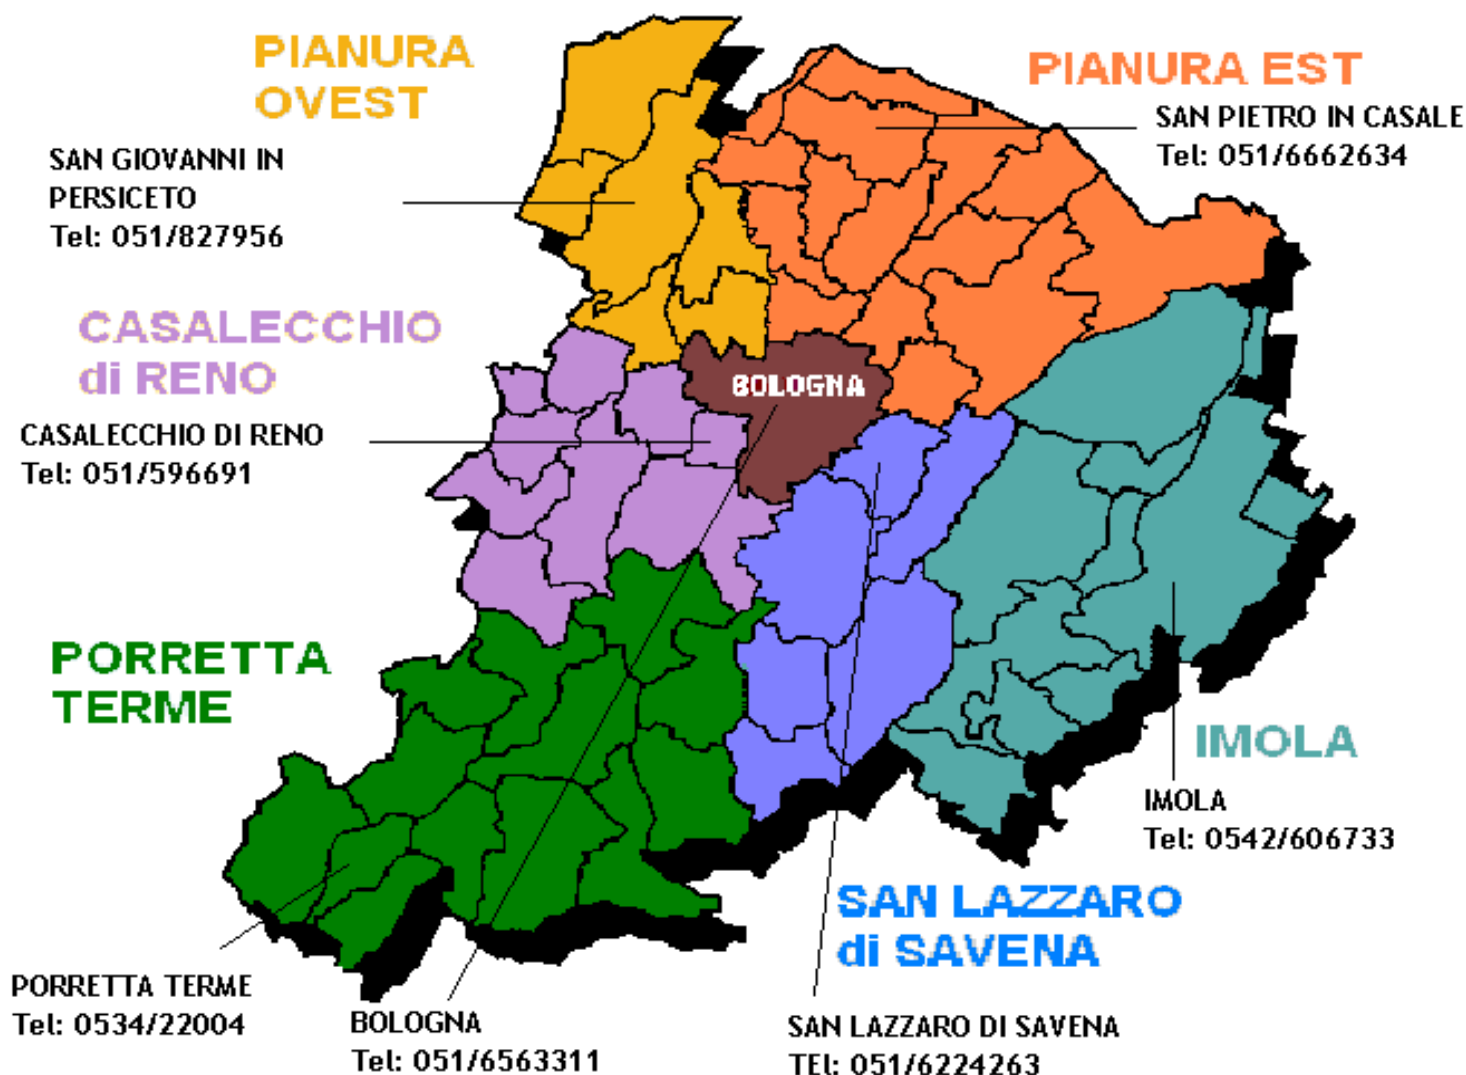 PIANURA
OVEST
PIANURA EST
SAN PIETRO IN CASALE
Tel: 051/6662634
SAN GIOVANNI IN
PERSICETO
Tel: 051/827956
CASALECCHIO
di RENO
BOLOGNA
CASALECCHIO DI RENO
Tel: 051/596691
PORRETTA
TERME
IMOLA
IMOLA
Tel: 0542/606733
SAN LAZZARO
di SAVENA
PORRETTA TERME
Tel: 0534/22004
BOLOGNA
Tel: 051/6563311
SAN LAZZARO DI SAVENA
TEl: 051/6224263